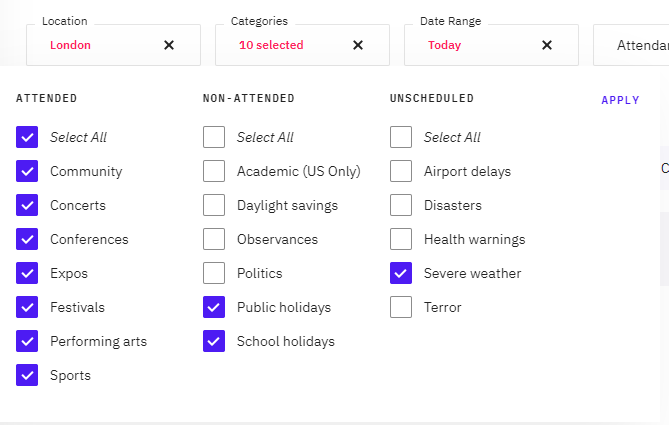 Location Categories Date Range
London 10 selected Today
ATTENDED NON-ATTENDED UNSCHEDULED APPLY
Select All Select All Select All
Community Academic (US Only) Airport delays
Concerts Daylight savings Disasters
Conferences Observances Health warnings
Expos Politics Severe weather
Festivals Public holidays Terror
Performing arts School holidays
Sports